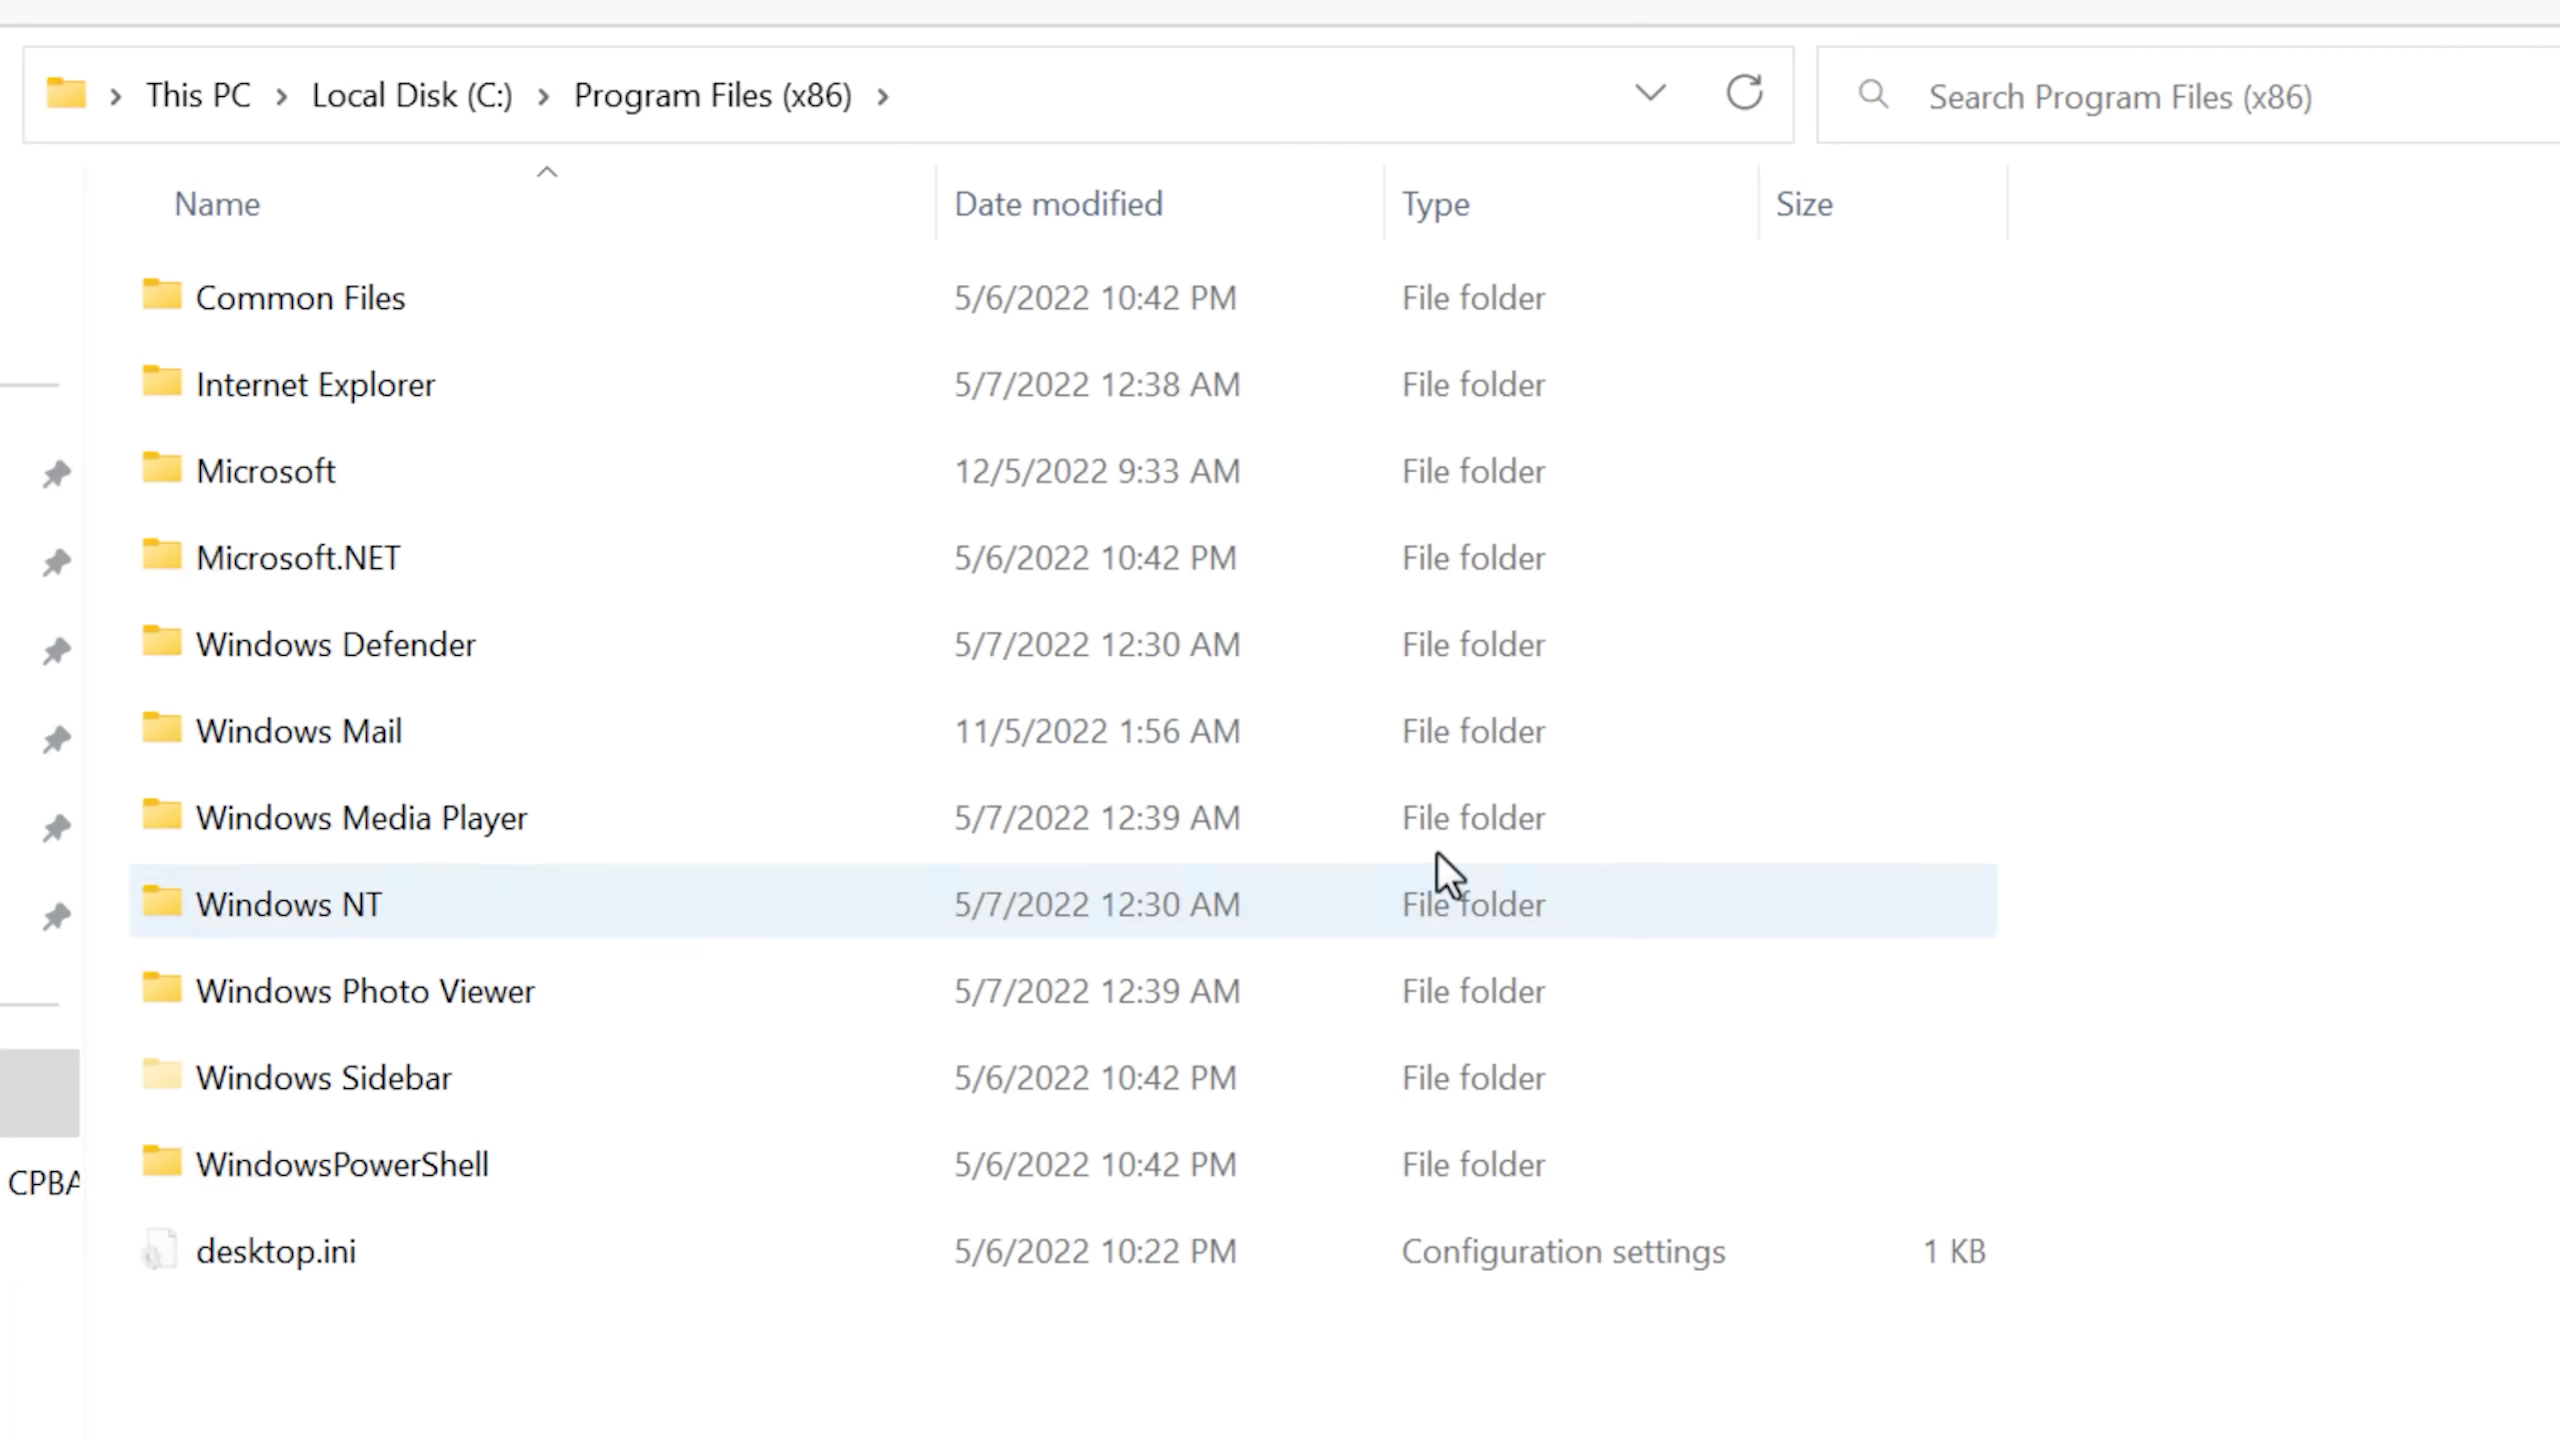 This PC > Local Disk (C:) > Program Files (x86) >
Search Program Files (x86)
Name Date modified Type Size
Common Files 5/6/2022 10:42 PM File folder
Internet Explorer 5/7/2022 12:38 AM File folder
Microsoft 12/5/2022 9:33 AM File folder
Microsoft.NET 5/6/2022 10:42 PM File folder
Windows Defender 5/7/2022 12:30 AM File folder
Windows Mail 11/5/2022 1:56 AM File folder
Windows Media Player 5/7/2022 12:39 AM File folder
Windows NT 5/7/2022 12:30 AM File folder
Windows Photo Viewer 5/7/2022 12:39 AM File folder
Windows Sidebar 5/6/2022 10:42 PM File folder
WindowsPowerShell 5/6/2022 10:42 PM File folder
CPBA
desktop.ini 5/6/2022 10:22 PM Configuration settings 1 KB